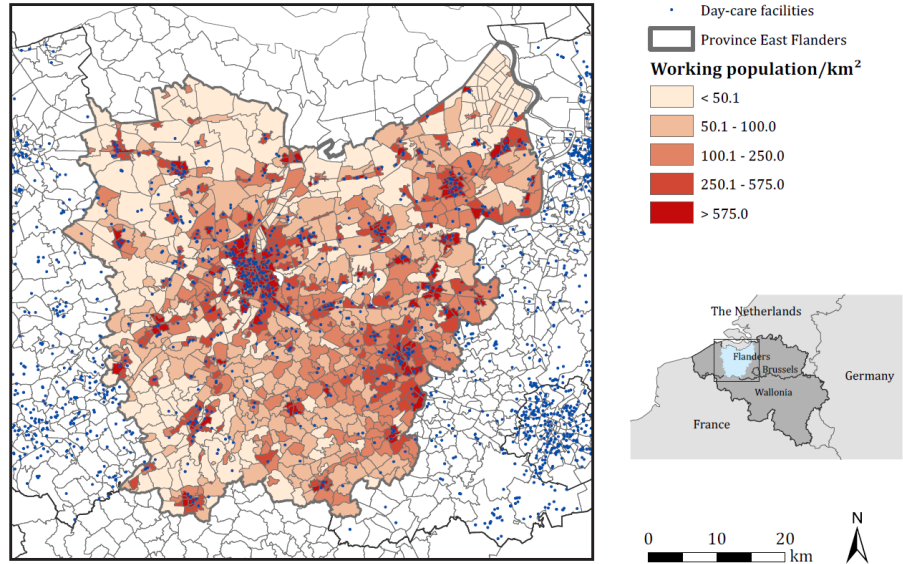 Day-care facilities
Province East Flanders
Working population/km²
< 50.1
50.1 - 100.0
100.1 - 250.0
250.1 - 575.0
> 575.0
The Netherlands
Flanders
Brussels
Wallonia
Germany
France
N
0 10 20
km